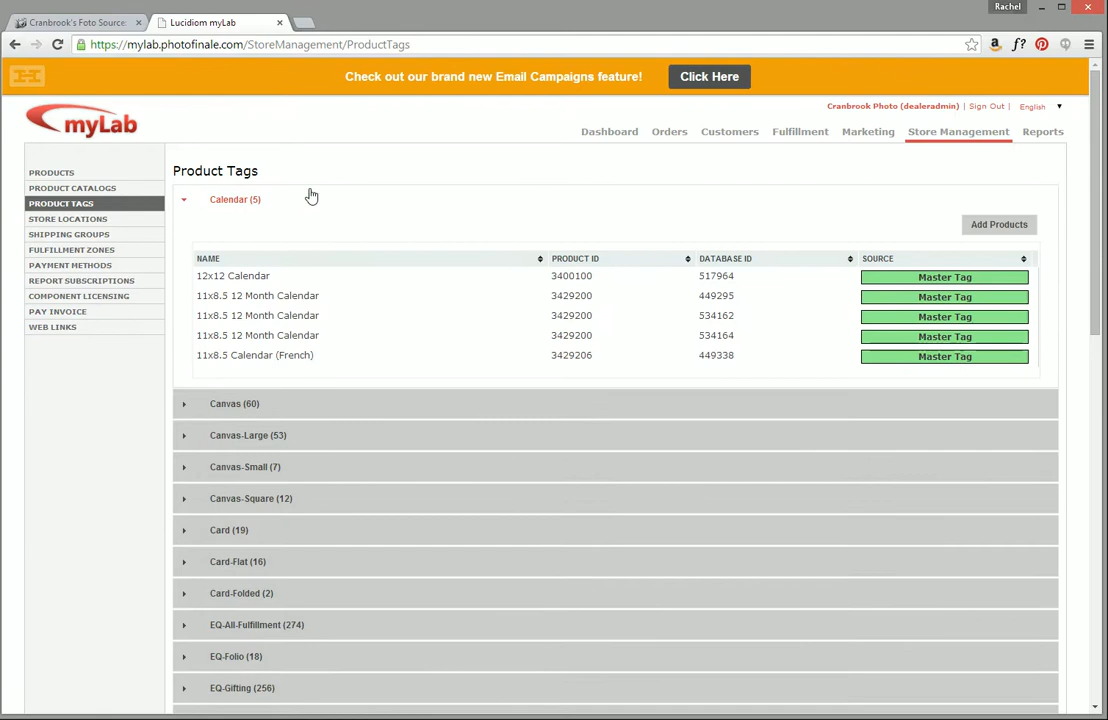 Rachel
Cranbrook's Foto Source
Lucidiom myLab
https://mylab.photofinale.com/StoreManagement/ProductTags
Check out our brand new Email Campaigns feature! Click Here
Cranbrook Photo (dealeradmin) | Sign Out | English
myLab
Dashboard Orders Customers Fulfillment Marketing Store Management Reports
PRODUCTS
PRODUCT CATALOGS
PRODUCT TAGS
STORE LOCATIONS
SHIPPING GROUPS
FULFILLMENT ZONES
PAYMENT METHODS
REPORT SUBSCRIPTIONS
COMPONENT LICENSING
PAY INVOICE
WEB LINKS
Product Tags
Calendar (5)
Add Products
NAME PRODUCT ID DATABASE ID SOURCE
12x12 Calendar 3400100 517964 Master Tag
11x8.5 12 Month Calendar 3429200 449295 Master Tag
11x8.5 12 Month Calendar 3429200 534162 Master Tag
11x8.5 12 Month Calendar 3429200 534164 Master Tag
11x8.5 Calendar (French) 3429206 449338 Master Tag
Canvas (60)
Canvas-Large (53)
Canvas-Small (7)
Canvas-Square (12)
Card (19)
Card-Flat (16)
Card-Folded (2)
EQ-All-Fulfillment (274)
EQ-Folio (18)
EQ-Gifting (256)